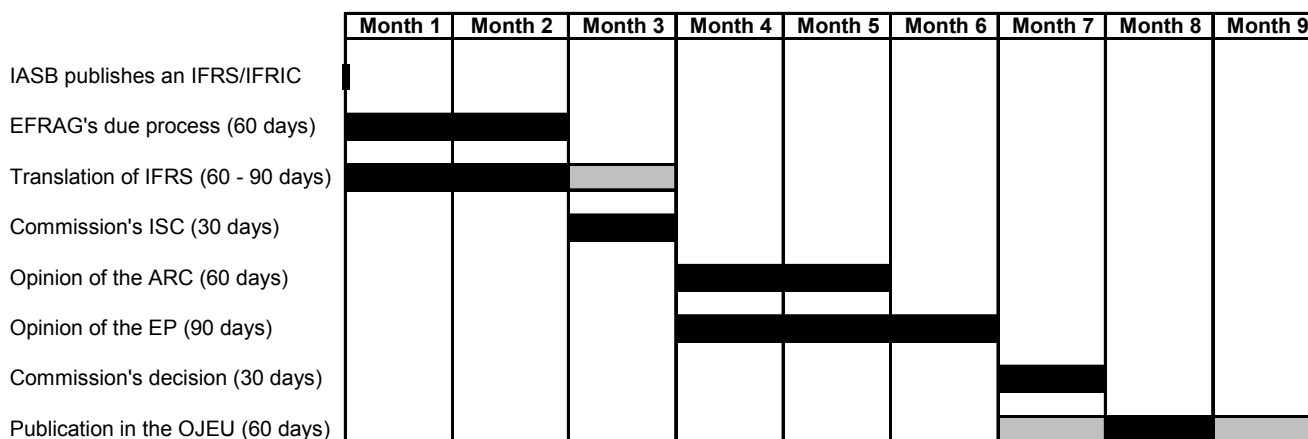 Month 1 Month 2 Month 3 Month 4 Month 5 Month 6 Month 7 Month 8 Month 9
IASB publishes an IFRS/IFRIC
EFRAG's due process (60 days)
Translation of IFRS (60 - 90 days)
Commission's ISC (30 days)
Opinion of the ARC (60 days)
Opinion of the EP (90 days)
Commission's decision (30 days)
Publication in the OJEU (60 days)